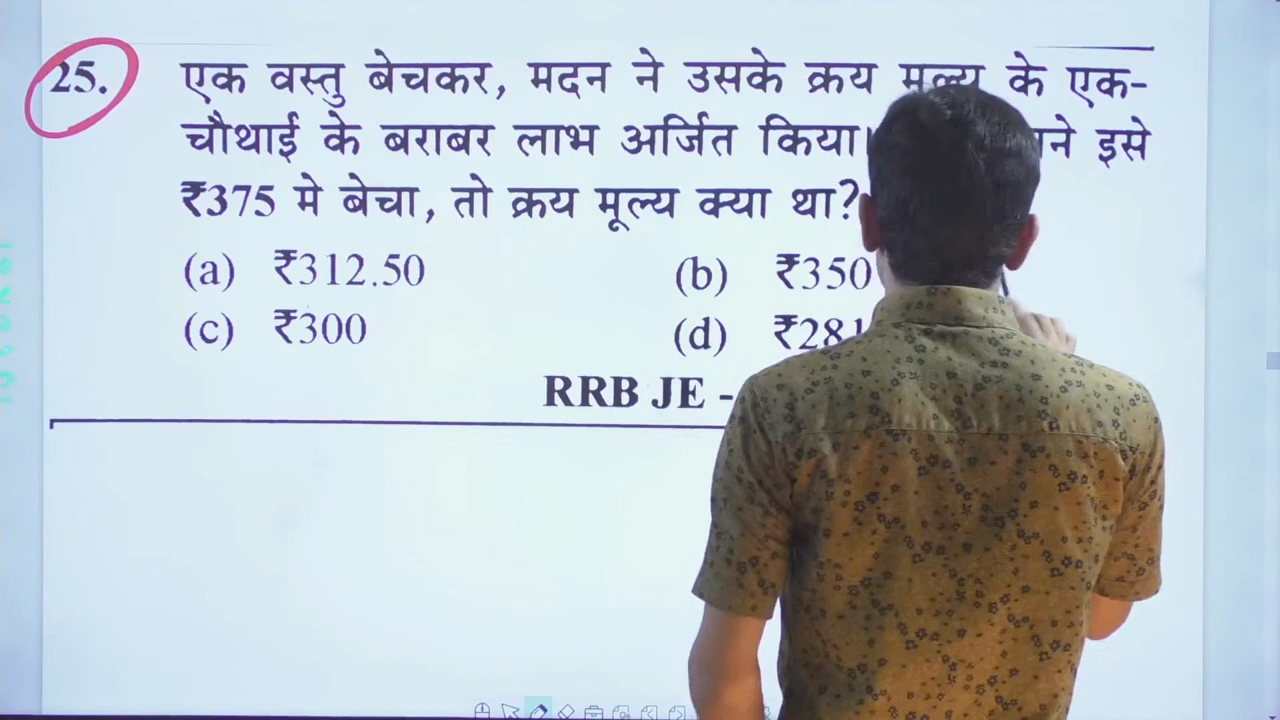 25. एक वस्तु बेचकर, मदन ने उसके क्रय मूल्य के एक-
चौथाई के बराबर लाभ अर्जित किया। इसे
₹375 मे बेचा, तो क्रय मूल्य क्या था?
(a) ₹312.50 (b) ₹350
(c) ₹300 (d)
RRB JE -